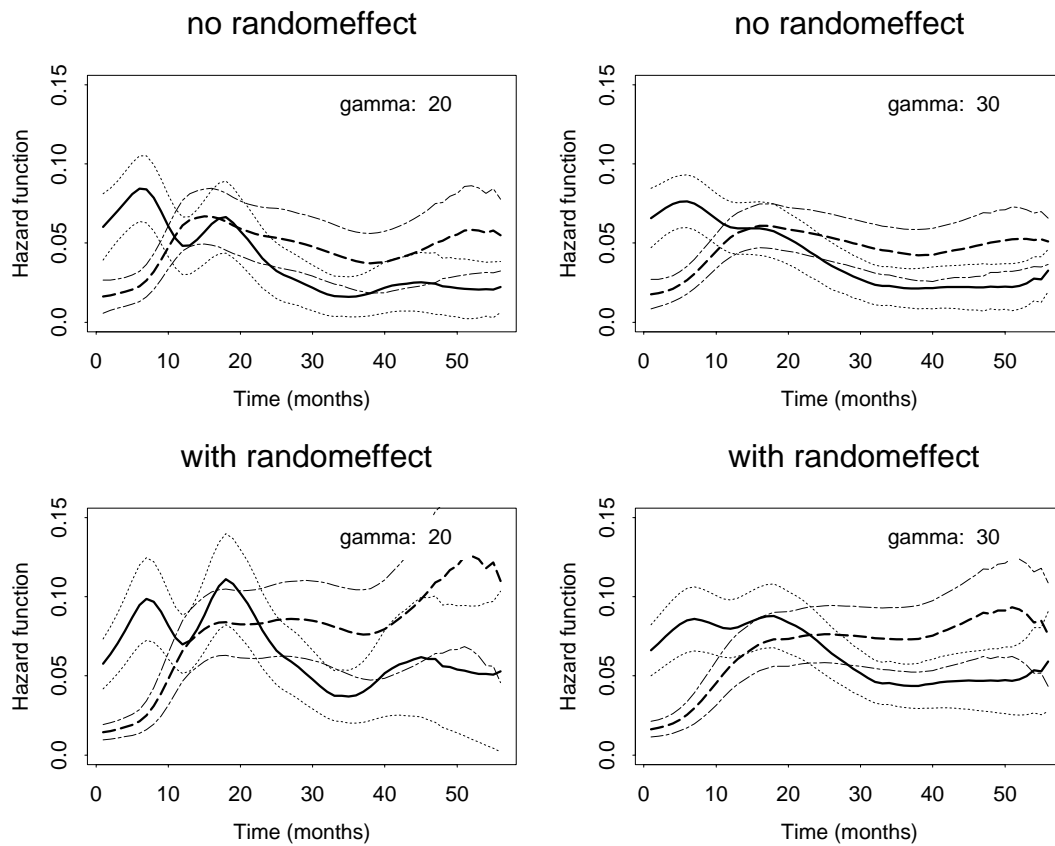 no randomeffect
gamma: 20
Hazard function
0.0 0.05 0.10 0.15
0 10 20 30 40 50
Time (months)
no randomeffect
gamma: 30
Hazard function
0.0 0.05 0.10 0.15
0 10 20 30 40 50
Time (months)
with randomeffect
gamma: 20
Hazard function
0.0 0.05 0.10 0.15
0 10 20 30 40 50
Time (months)
with randomeffect
gamma: 30
Hazard function
0.0 0.05 0.10 0.15
0 10 20 30 40 50
Time (months)